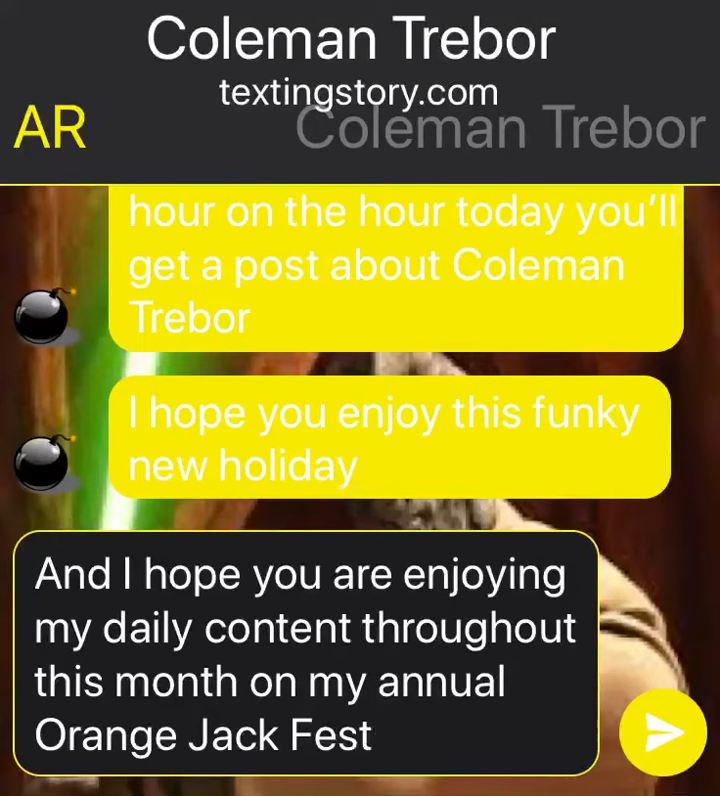 Coleman Trebor
textingstory.com
AR
Coleman Trebor
hour on the hour today you'll
get a post about Coleman
Trebor
I hope you enjoy this funky
new holiday
And I hope you are enjoying
my daily content throughout
this month on my annual
Orange Jack Fest